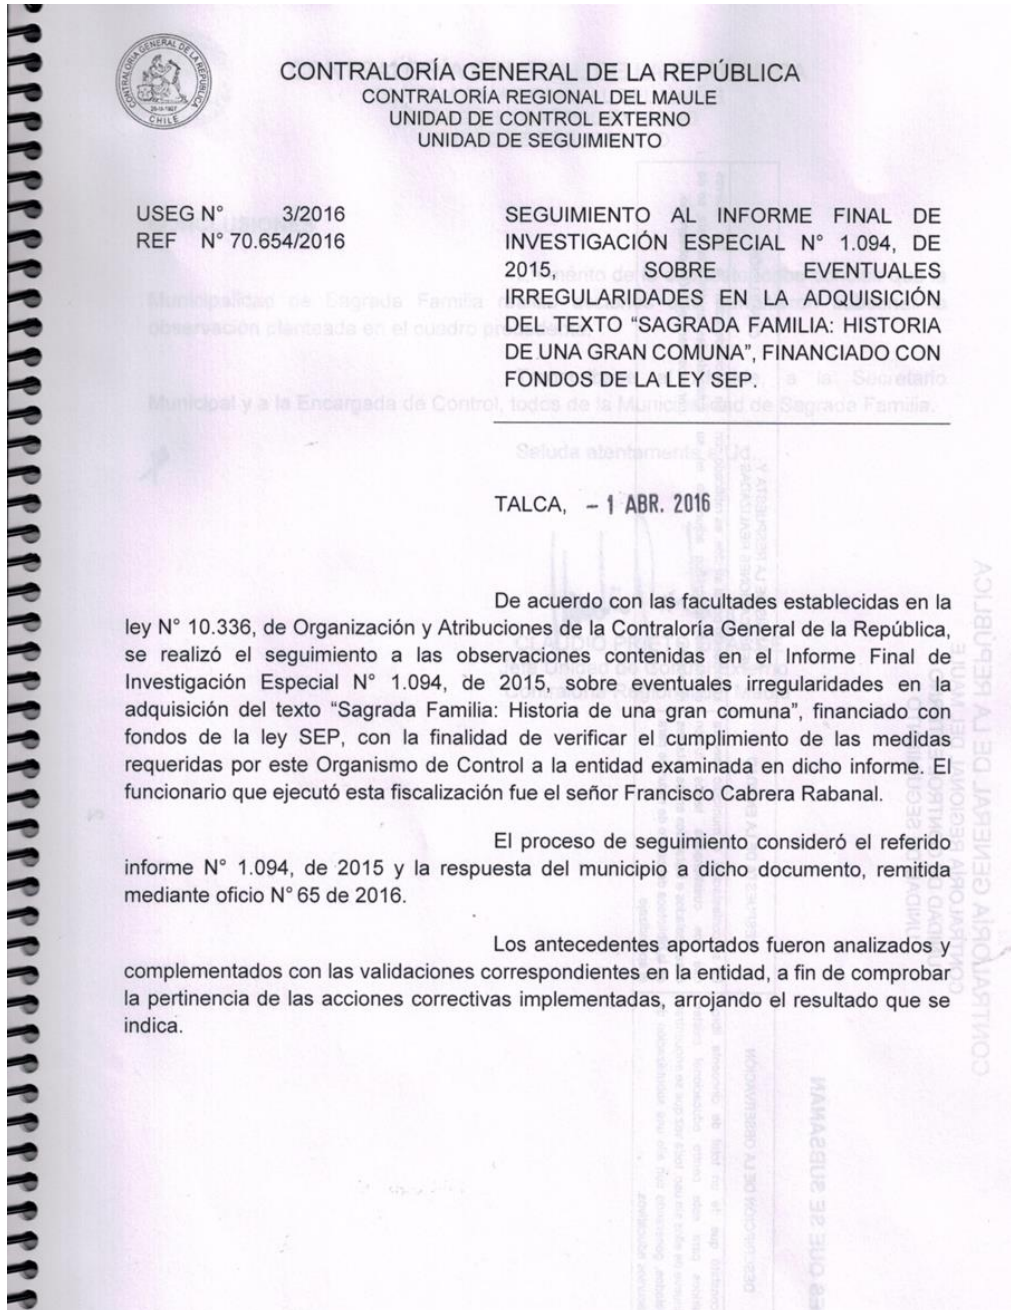 CONTRALORÍA GENERAL DE LA REPÚBLICA
CHILE
CONTRALORÍA GENERAL DE LA REPÚBLICA
CONTRALORÍA REGIONAL DEL MAULE
UNIDAD DE CONTROL EXTERNO
UNIDAD DE SEGUIMIENTO
USEG N° 3/2016
REF N° 70.654/2016
SEGUIMIENTO AL INFORME FINAL DE
INVESTIGACIÓN ESPECIAL N° 1.094, DE
2015, SOBRE EVENTUALES
IRREGULARIDADES EN LA ADQUISICIÓN
DEL TEXTO “SAGRADA FAMILIA: HISTORIA
DE UNA GRAN COMUNA”, FINANCIADO CON
FONDOS DE LA LEY SEP.
TALCA, – 1 ABR. 2016
De acuerdo con las facultades establecidas en la
ley N° 10.336, de Organización y Atribuciones de la Contraloría General de la República,
se realizó el seguimiento a las observaciones contenidas en el Informe Final de
Investigación Especial N° 1.094, de 2015, sobre eventuales irregularidades en la
adquisición del texto “Sagrada Familia: Historia de una gran comuna”, financiado con
fondos de la ley SEP, con la finalidad de verificar el cumplimiento de las medidas
requeridas por este Organismo de Control a la entidad examinada en dicho informe. El
funcionario que ejecutó esta fiscalización fue el señor Francisco Cabrera Rabanal.
El proceso de seguimiento consideró el referido
informe N° 1.094, de 2015 y la respuesta del municipio a dicho documento, remitida
mediante oficio N° 65 de 2016.
Los antecedentes aportados fueron analizados y
complementados con las validaciones correspondientes en la entidad, a fin de comprobar
la pertinencia de las acciones correctivas implementadas, arrojando el resultado que se
indica.